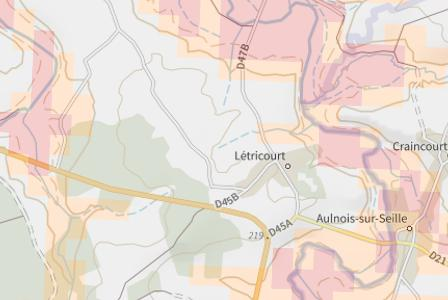 D47B
Craincourt
Létricourt
D45B
Aulnois-sur-Seille
D45A
219
D21